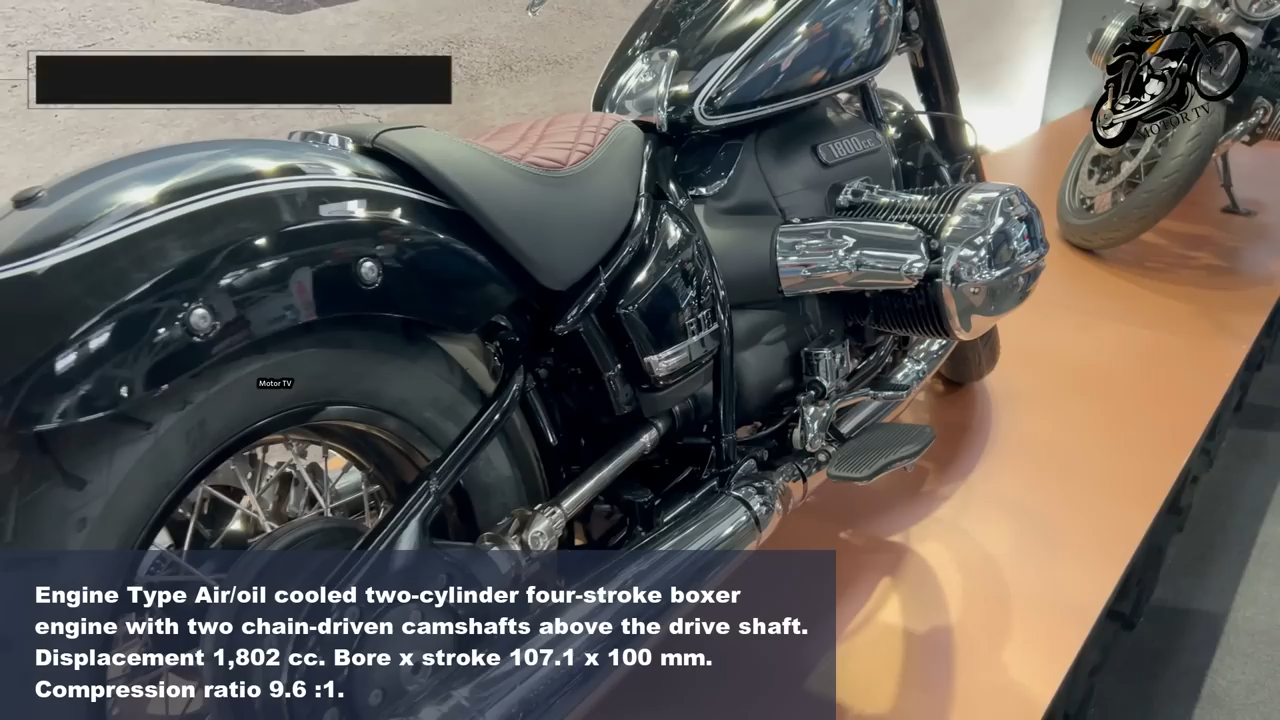 1800cc
MOTOR TV
R18
Motor TV
Engine Type Air/oil cooled two-cylinder four-stroke boxer
engine with two chain-driven camshafts above the drive shaft.
Displacement 1,802 cc. Bore x stroke 107.1 x 100 mm.
Compression ratio 9.6 :1.